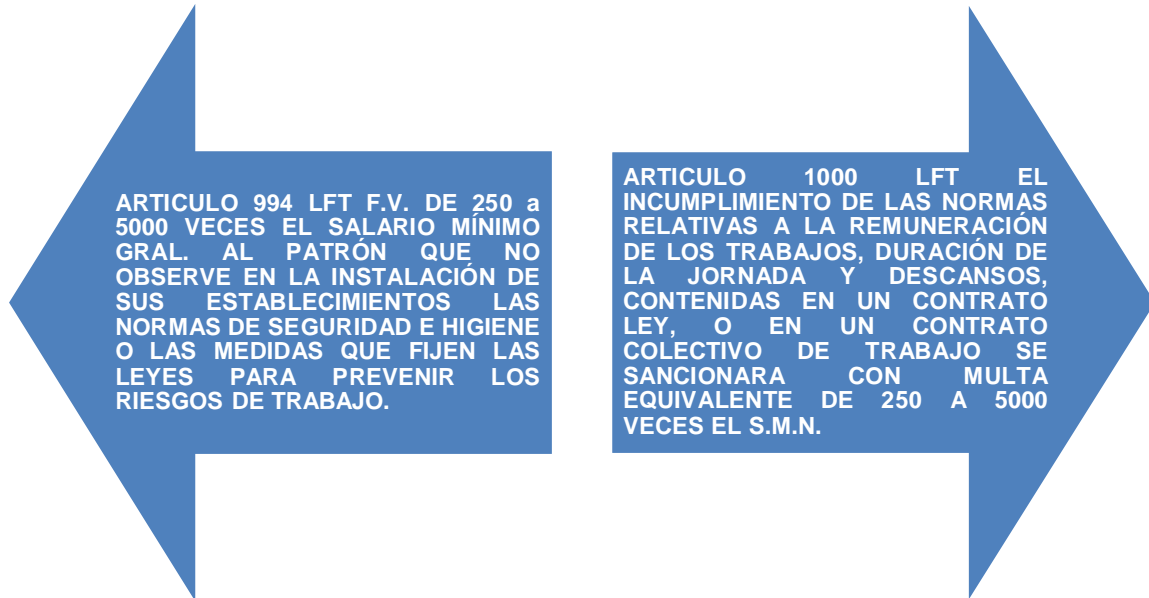 ARTICULO 994 LFT F.V. DE 250 a
5000 VECES EL SALARIO MÍNIMO
GRAL. AL PATRÓN QUE NO
OBSERVE EN LA INSTALACIÓN DE
SUS ESTABLECIMIENTOS LAS
NORMAS DE SEGURIDAD E HIGIENE
O LAS MEDIDAS QUE FIJEN LAS
LEYES PARA PREVENIR LOS
RIESGOS DE TRABAJO.
ARTICULO 1000 LFT EL
INCUMPLIMIENTO DE LAS NORMAS
RELATIVAS A LA REMUNERACIÓN
DE LOS TRABAJOS, DURACIÓN DE
LA JORNADA Y DESCANSOS,
CONTENIDAS EN UN CONTRATO
LEY, O EN UN CONTRATO
COLECTIVO DE TRABAJO SE
SANCIONARA CON MULTA
EQUIVALENTE DE 250 A 5000
VECES EL S.M.N.